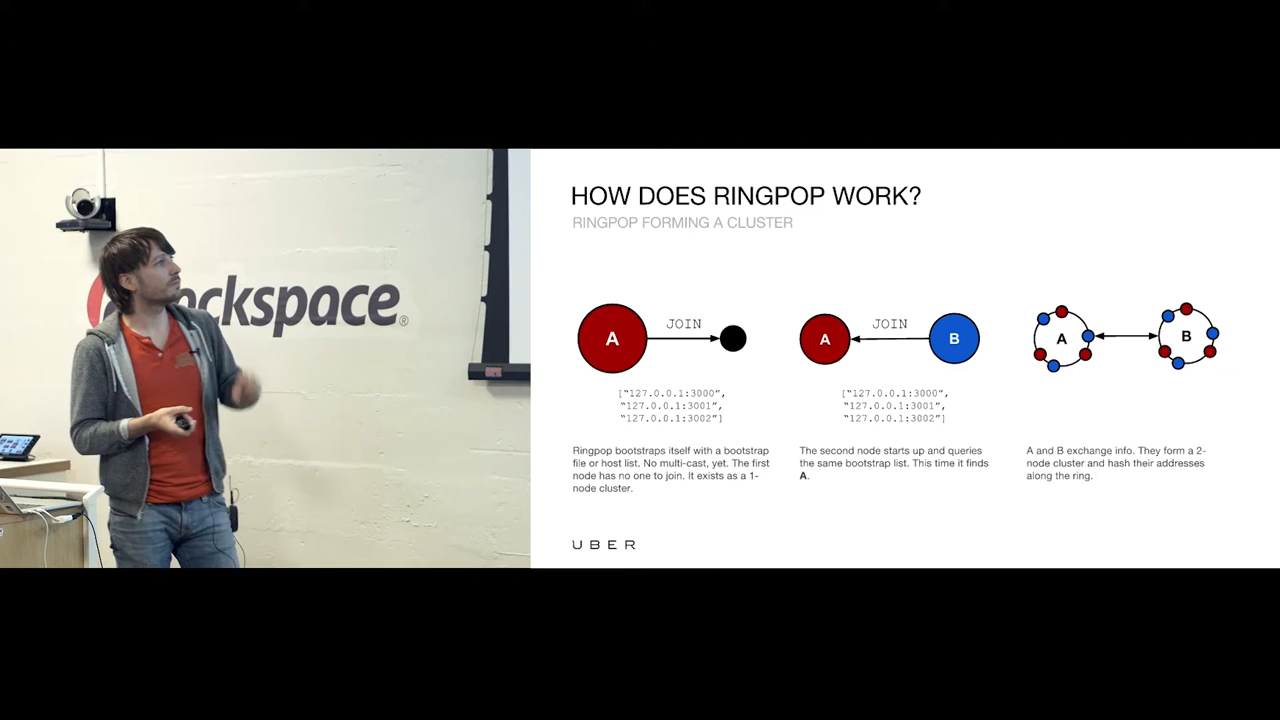 rackspace®
HOW DOES RINGPOP WORK?
RINGPOP FORMING A CLUSTER
A
JOIN
["127.0.0.1:3000",
"127.0.0.1:3001",
"127.0.0.1:3002"]
Ringpop bootstraps itself with a bootstrap
file or host list. No multi-cast, yet. The first
node has no one to join. It exists as a 1-
node cluster.
A
JOIN
B
["127.0.0.1:3000",
"127.0.0.1:3001",
"127.0.0.1:3002"]
The second node starts up and queries
the same bootstrap list. This time it finds
A.
A
B
A and B exchange info. They form a 2-
node cluster and hash their addresses
along the ring.
UBER